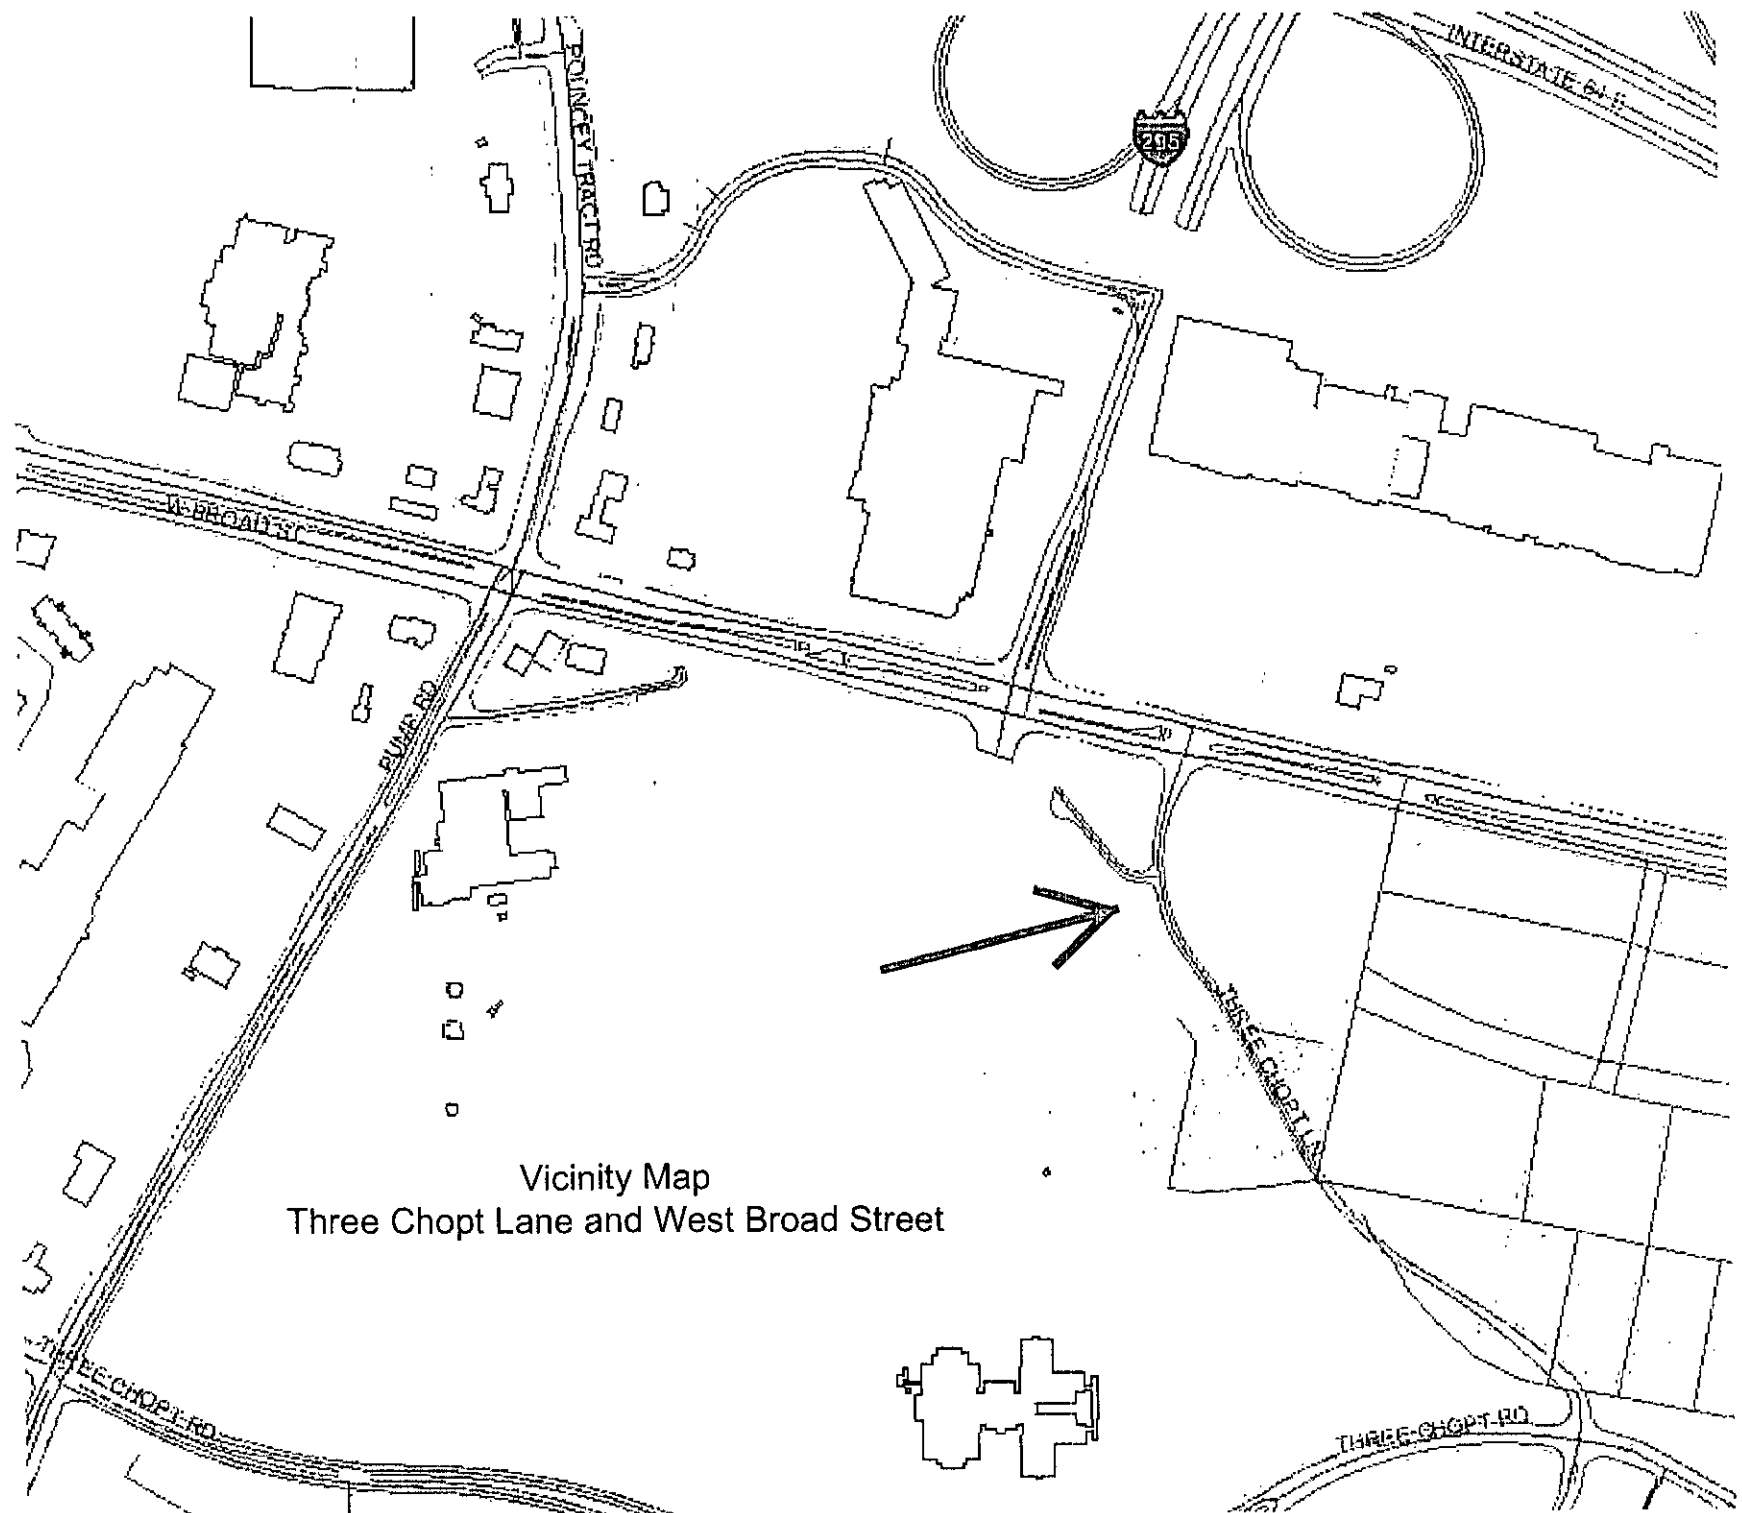 POUNCEY TRACT RD
INTERSTATE 64
295
W BROAD ST
PUMP RD
THREE CHOPT LN
Vicinity Map
Three Chopt Lane and West Broad Street
THREE CHOPT RD
THREE CHOPT RD